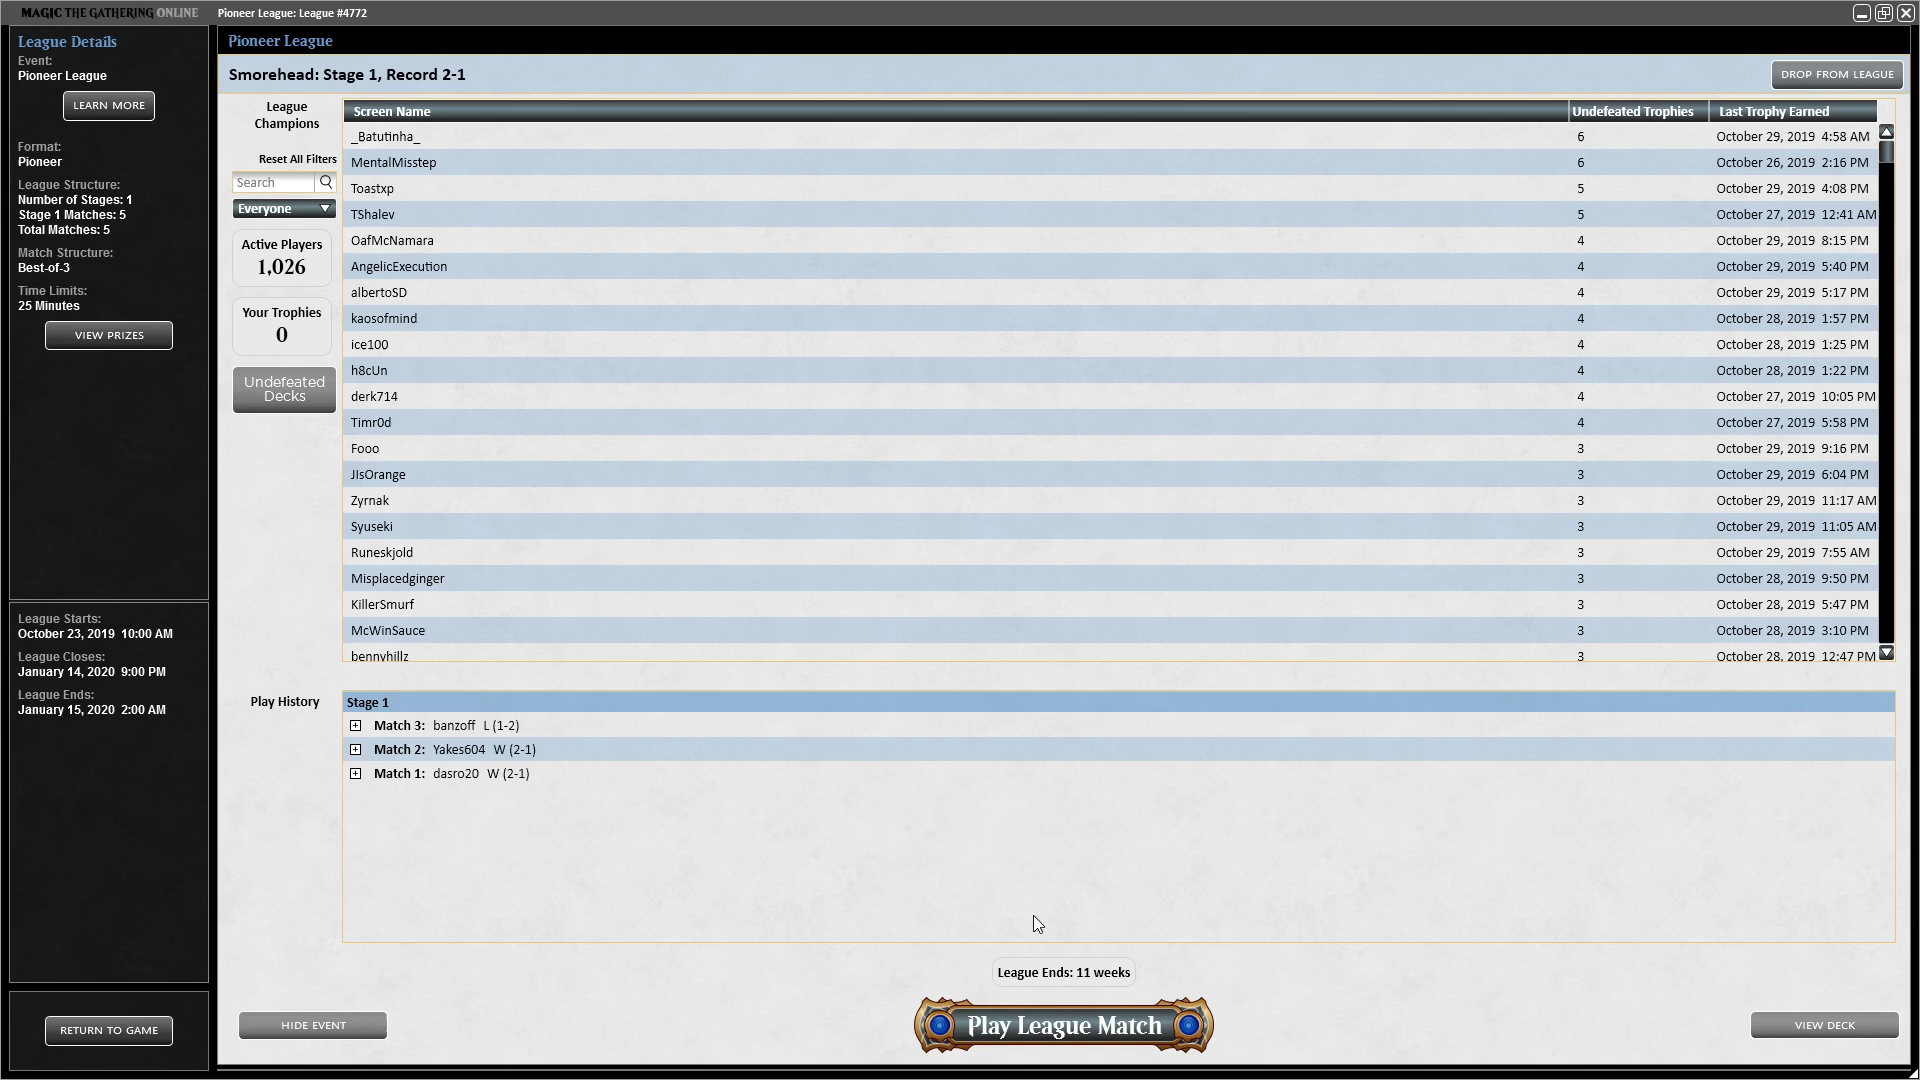 MAGIC THE GATHERING ONLINE Pioneer League: League #4772
League Details
Event:
Pioneer League
LEARN MORE
Format:
Pioneer
League Structure:
Number of Stages: 1
Stage 1 Matches: 5
Total Matches: 5
Match Structure:
Best-of-3
Time Limits:
25 Minutes
VIEW PRIZES
League Starts:
October 23, 2019 10:00 AM
League Closes:
January 14, 2020 9:00 PM
League Ends:
January 15, 2020 2:00 AM
RETURN TO GAME
Pioneer League
Smorehead: Stage 1, Record 2-1
DROP FROM LEAGUE
League
Champions
Reset All Filters
Search
Everyone
Active Players
1,026
Your Trophies
0
Undefeated
Decks
Screen Name Undefeated Trophies Last Trophy Earned
_Batutinha_ 6 October 29, 2019 4:58 AM
MentalMisstep 6 October 26, 2019 2:16 PM
Toastxp 5 October 29, 2019 4:08 PM
TShalev 5 October 27, 2019 12:41 AM
OafMcNamara 4 October 29, 2019 8:15 PM
AngelicExecution 4 October 29, 2019 5:40 PM
albertoSD 4 October 29, 2019 5:17 PM
kaosofmind 4 October 28, 2019 1:57 PM
ice100 4 October 28, 2019 1:25 PM
h8cUn 4 October 28, 2019 1:22 PM
derk714 4 October 27, 2019 10:05 PM
Timr0d 4 October 27, 2019 5:58 PM
Fooo 3 October 29, 2019 9:16 PM
JIsOrange 3 October 29, 2019 6:04 PM
Zyrnak 3 October 29, 2019 11:17 AM
Syuseki 3 October 29, 2019 11:05 AM
Runeskjold 3 October 29, 2019 7:55 AM
Misplacedginger 3 October 28, 2019 9:50 PM
KillerSmurf 3 October 28, 2019 5:47 PM
McWinSauce 3 October 28, 2019 3:10 PM
bennyhillz 3 October 28, 2019 12:47 PM
Play History
Stage 1
Match 3: banzoff L (1-2)
Match 2: Yakes604 W (2-1)
Match 1: dasro20 W (2-1)
League Ends: 11 weeks
HIDE EVENT
Play League Match
VIEW DECK